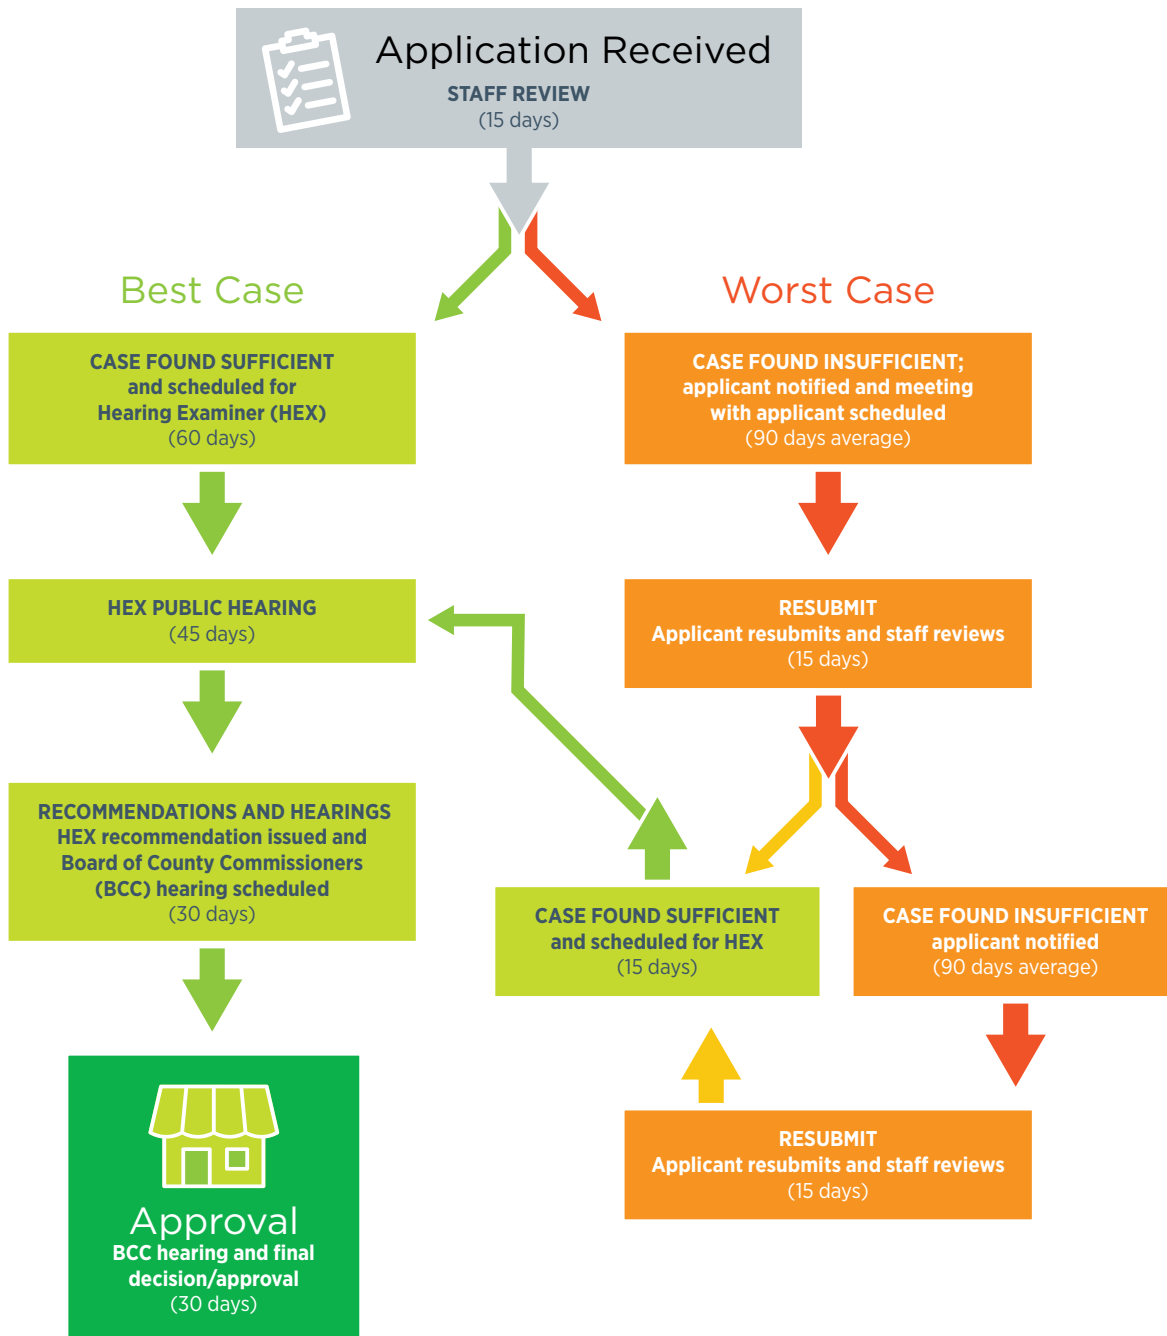 Application Received
STAFF REVIEW
(15 days)
Best Case
Worst Case
CASE FOUND SUFFICIENT
and scheduled for
Hearing Examiner (HEX)
(60 days)
CASE FOUND INSUFFICIENT;
applicant notified and meeting
with applicant scheduled
(90 days average)
HEX PUBLIC HEARING
(45 days)
RESUBMIT
Applicant resubmits and staff reviews
(15 days)
RECOMMENDATIONS AND HEARINGS
HEX recommendation issued and
Board of County Commissioners
(BCC) hearing scheduled
(30 days)
CASE FOUND SUFFICIENT
and scheduled for HEX
(15 days)
CASE FOUND INSUFFICIENT
applicant notified
(90 days average)
RESUBMIT
Applicant resubmits and staff reviews
(15 days)
Approval
BCC hearing and final
decision/approval
(30 days)